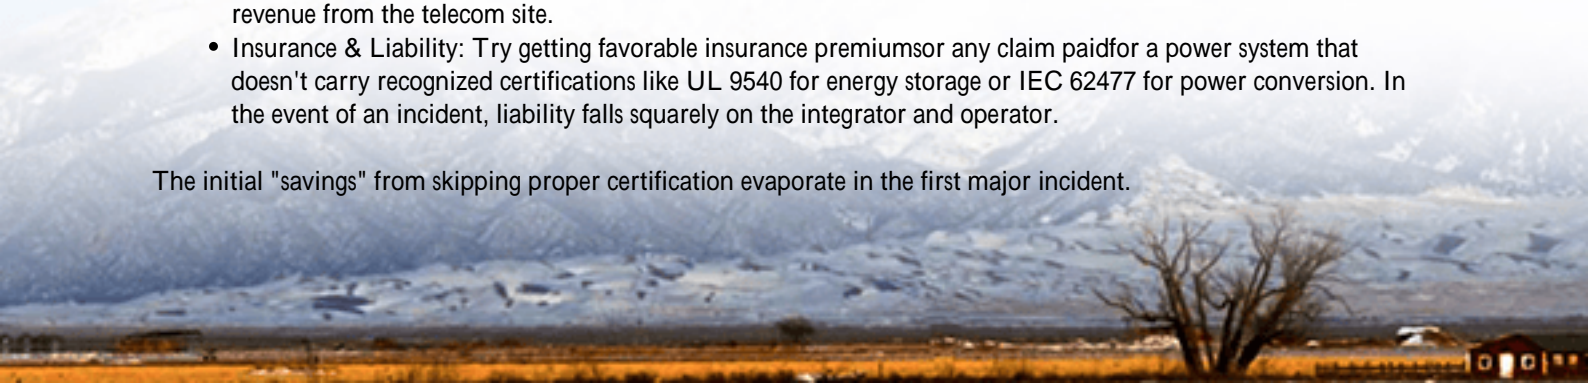 revenue from the telecom site.
• Insurance & Liability: Try getting favorable insurance premiumsor any claim paidfor a power system that
doesn't carry recognized certifications like UL 9540 for energy storage or IEC 62477 for power conversion. In
the event of an incident, liability falls squarely on the integrator and operator.
The initial "savings" from skipping proper certification evaporate in the first major incident.